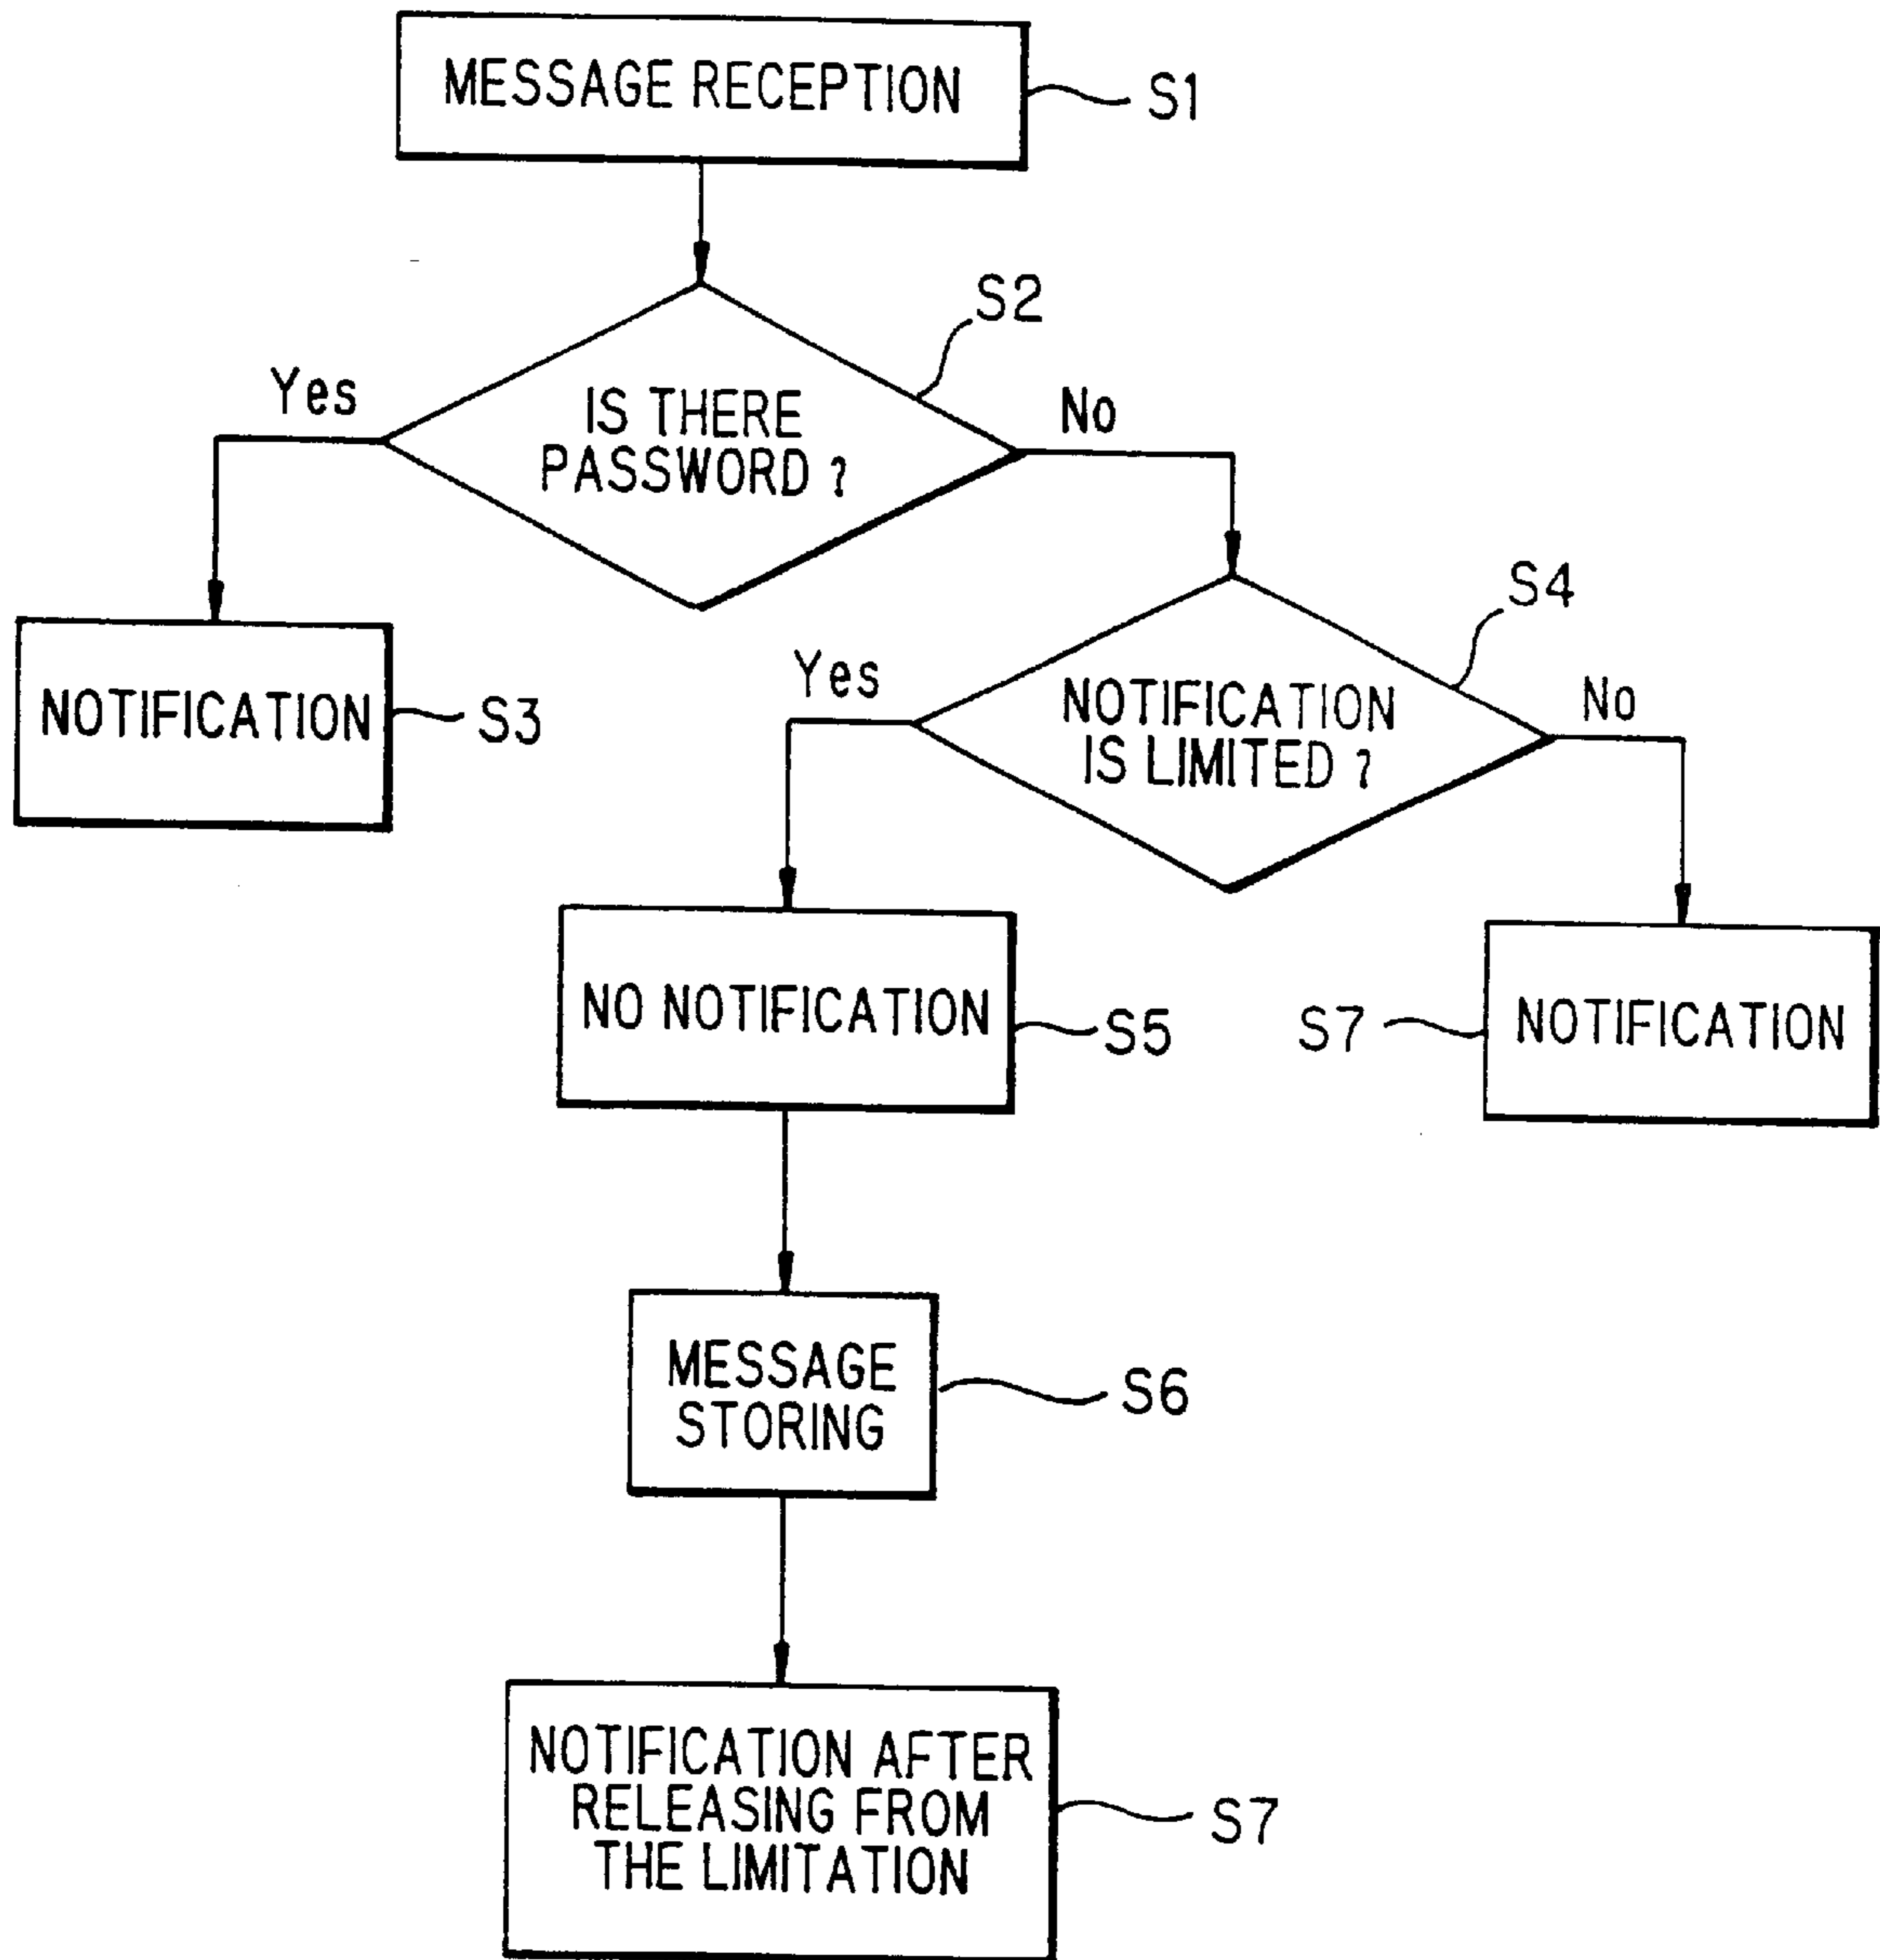 MESSAGE RECEPTION
S1
S2
Yes
IS THERE
PASSWORD ?
No
S4
NOTIFICATION
S3
Yes
NOTIFICATION
IS LIMITED ?
No
NO NOTIFICATION
S5
S7
NOTIFICATION
MESSAGE
STORING
S6
NOTIFICATION AFTER
RELEASING FROM
THE LIMITATION
S7